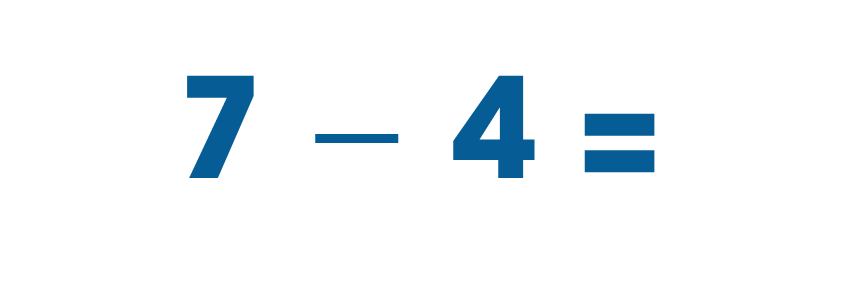 7 – 4 =